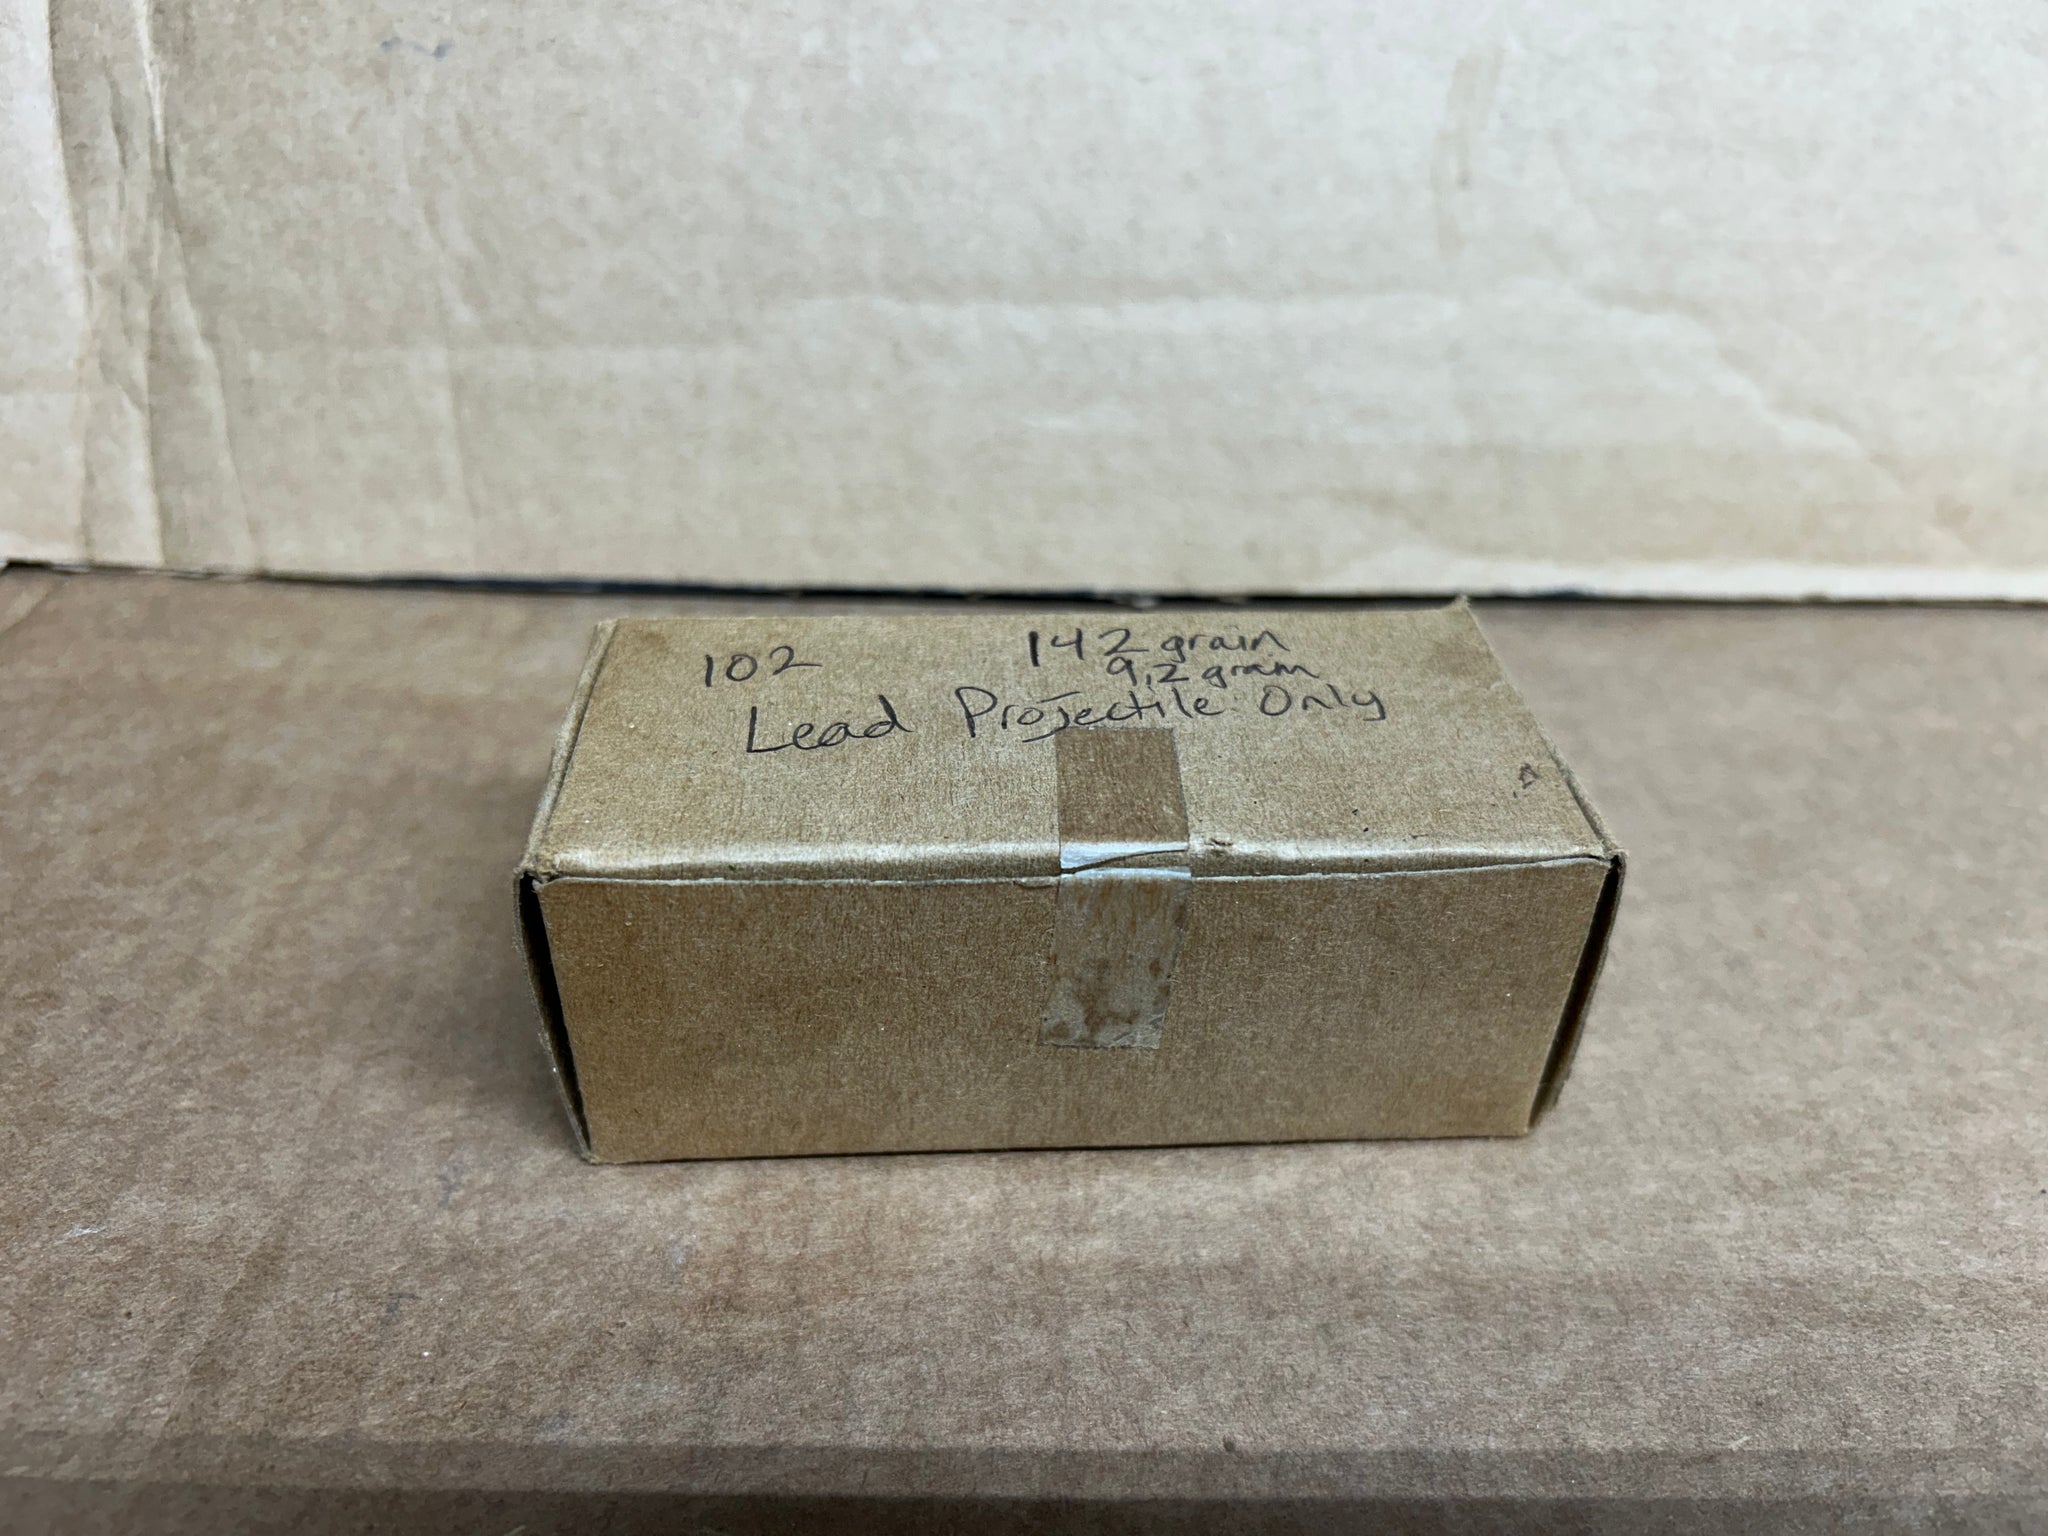 102 142 grain
9.2 gram
Lead Projectile Only